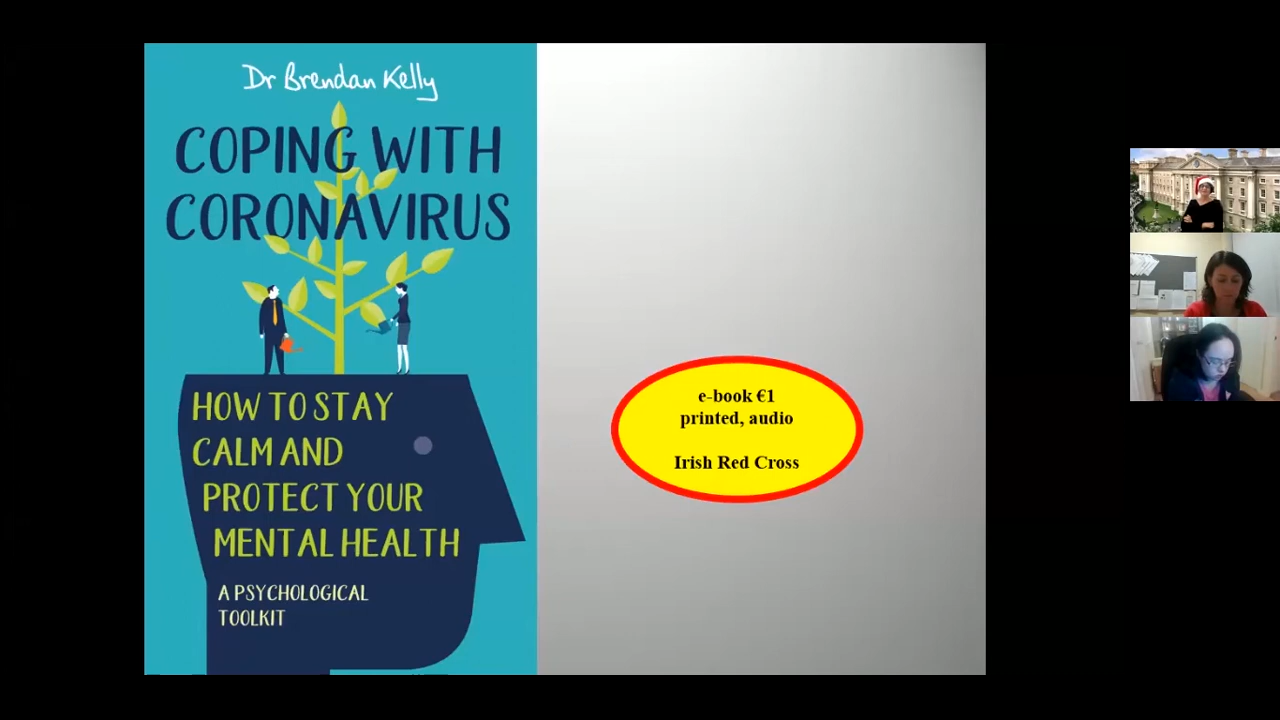 Dr Brendan Kelly
COPING WITH
CORONAVIRUS
HOW TO STAY
CALM AND
PROTECT YOUR
MENTAL HEALTH
A PSYCHOLOGICAL
TOOLKIT
e-book €1
printed, audio
Irish Red Cross